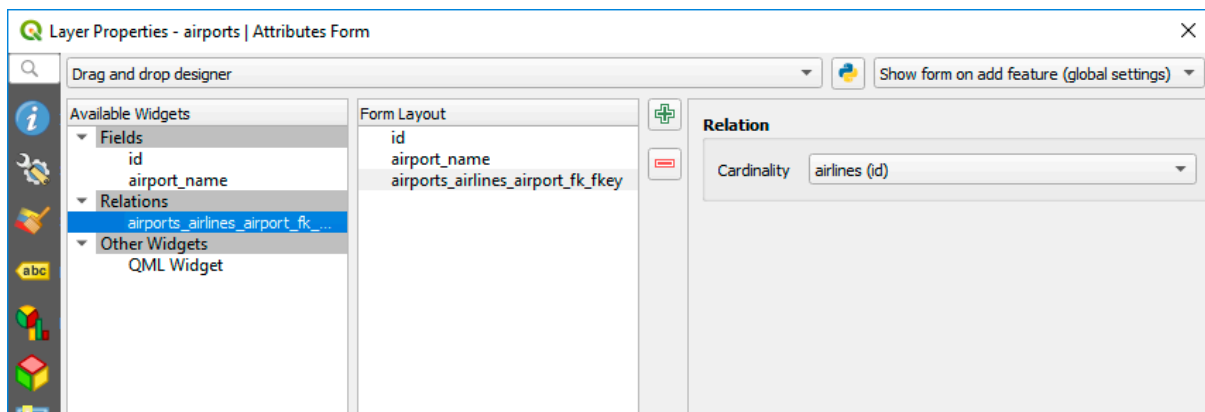 Layer Properties - airports | Attributes Form
Drag and drop designer
Show form on add feature (global settings)
Available Widgets
Fields
id
airport_name
Relations
airports_airlines_airport_fk_...
Other Widgets
QML Widget
Form Layout
id
airport_name
airports_airlines_airport_fk_fkey
Relation
Cardinality airlines (id)
abc